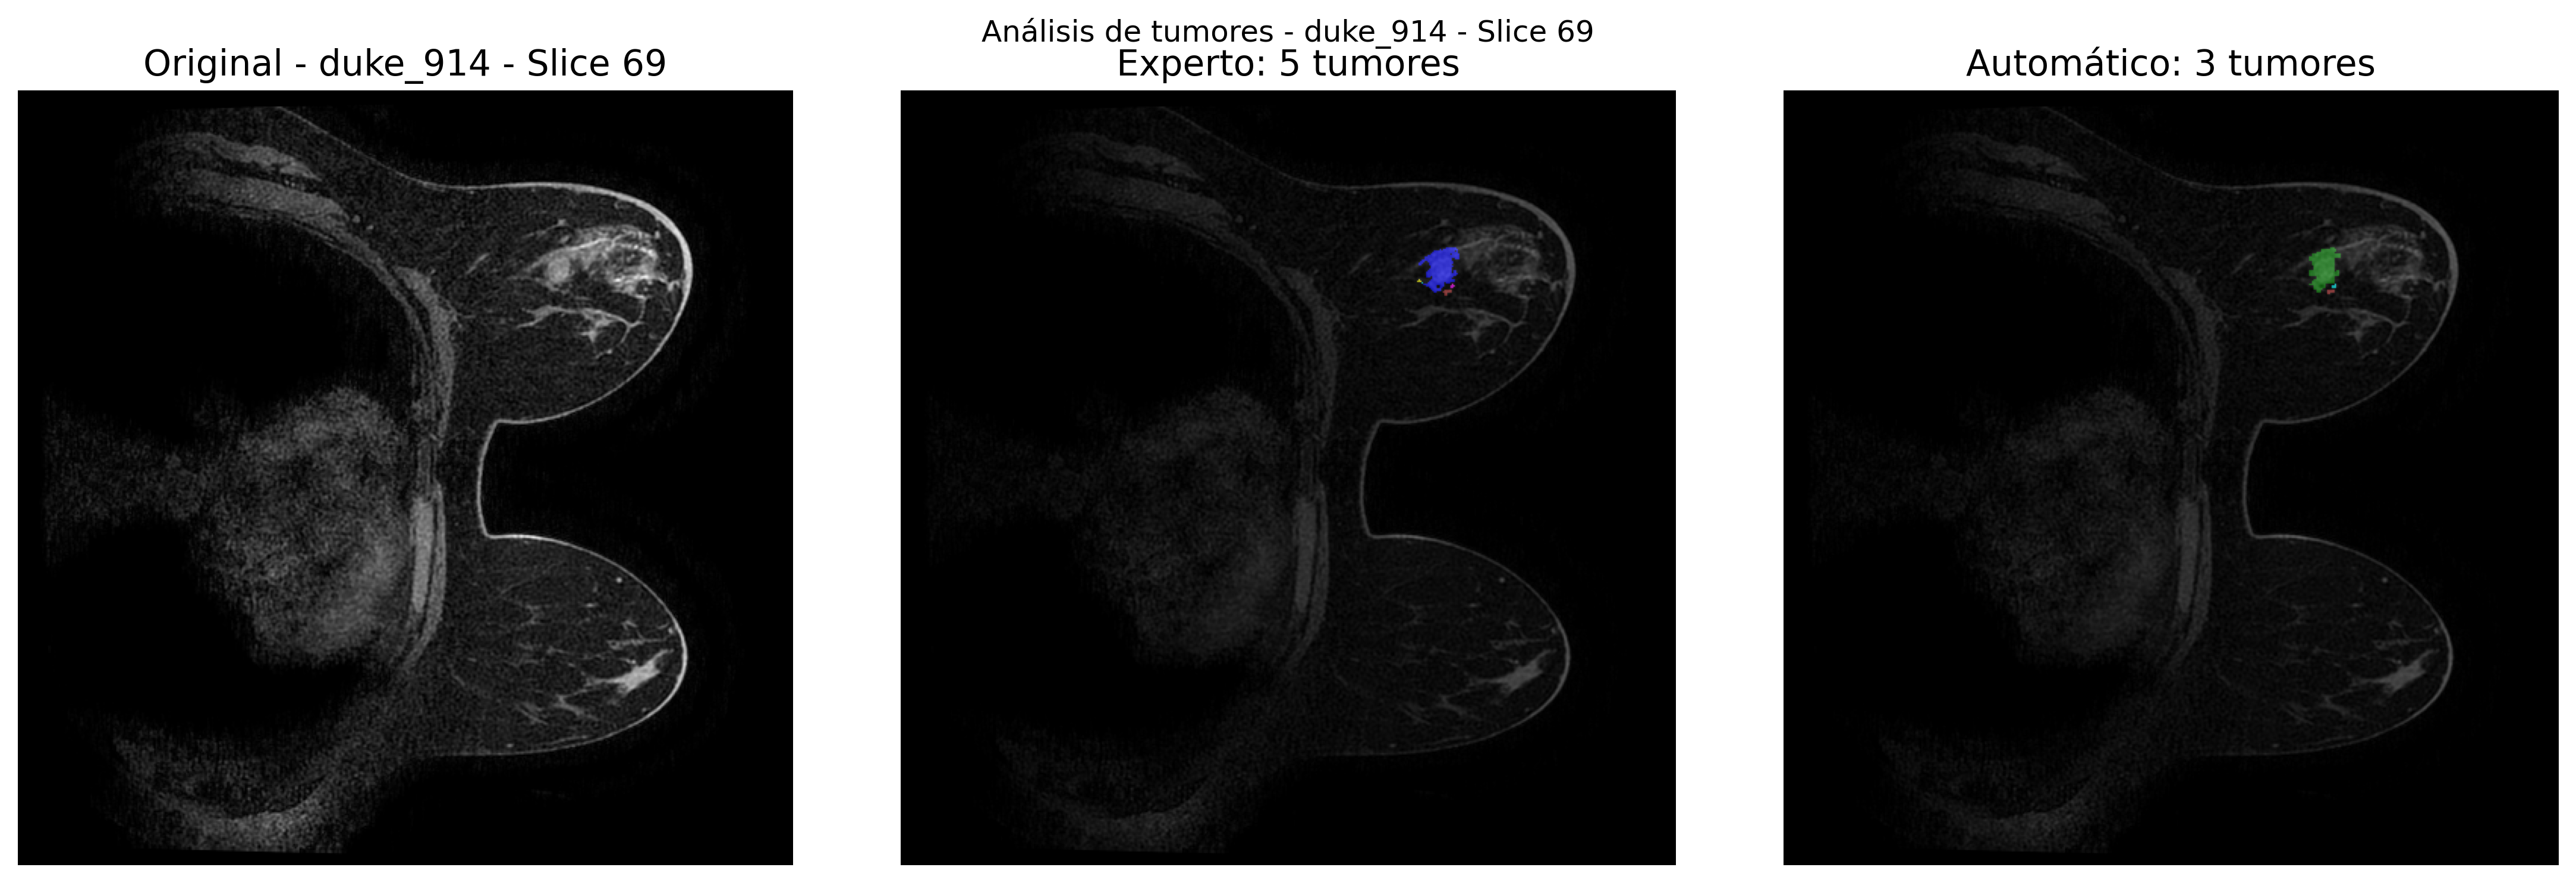 Análisis de tumores - duke_914 - Slice 69
Original - duke_914 - Slice 69
Experto: 5 tumores
Automático: 3 tumores